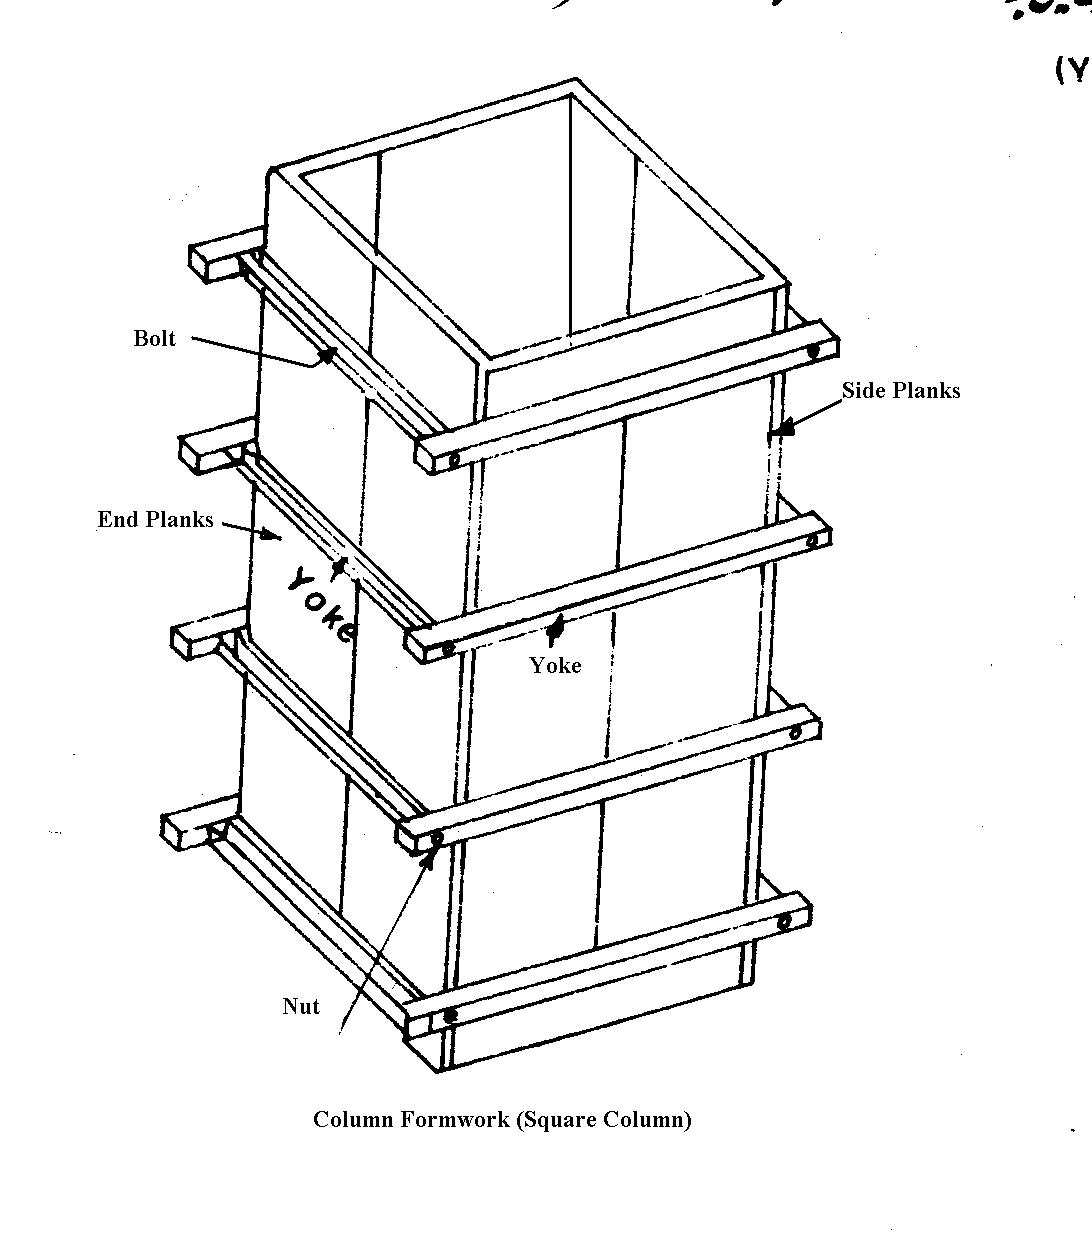 (Y
Bolt
Side Planks
End Planks
Yoke
Yoke
Nut
Column Formwork (Square Column)